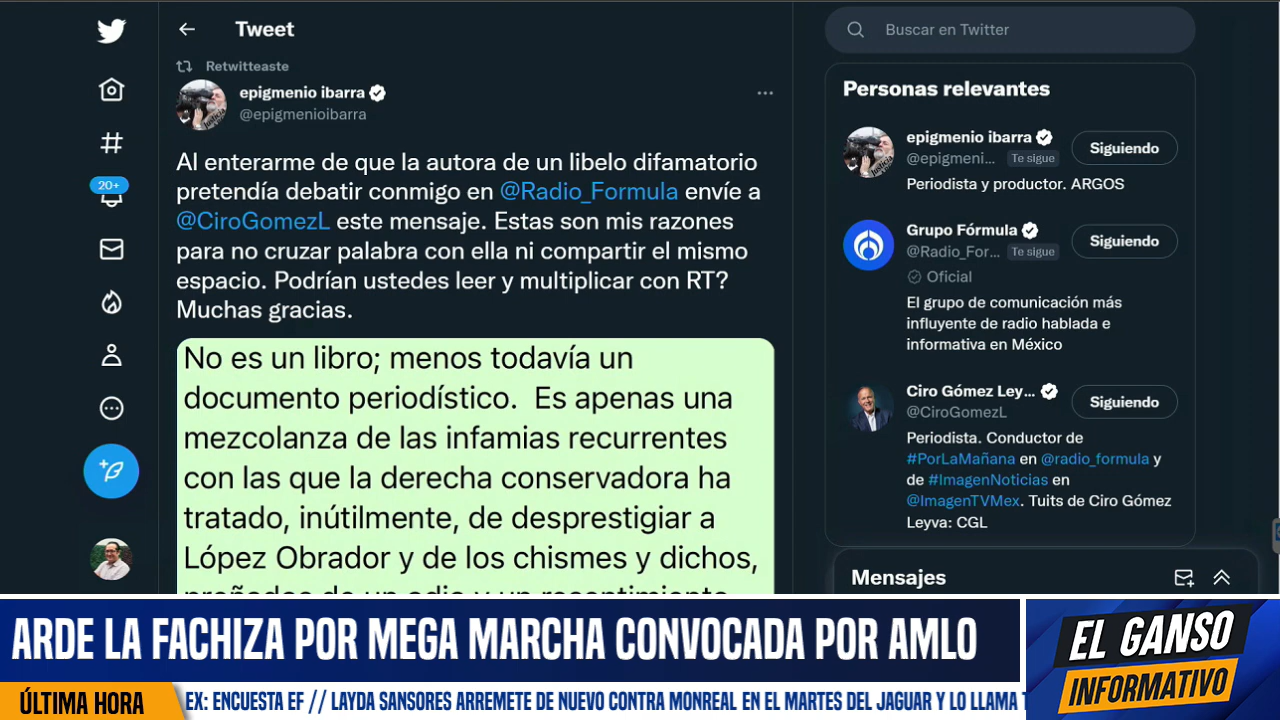 Tweet
Retwitteaste
epigmenio ibarra
@epigmenioibarra
Al enterarme de que la autora de un libelo difamatorio
pretendía debatir conmigo en @Radio_Formula envíe a
@CiroGomezL este mensaje. Estas son mis razones
para no cruzar palabra con ella ni compartir el mismo
espacio. Podrían ustedes leer y multiplicar con RT?
Muchas gracias.
No es un libro; menos todavía un
documento periodístico. Es apenas una
mezcolanza de las infamias recurrentes
con las que la derecha conservadora ha
tratado, inútilmente, de desprestigiar a
López Obrador y de los chismes y dichos,
20+
Buscar en Twitter
Personas relevantes
epigmenio ibarra
@epigmeni... Te sigue
Siguiendo
Periodista y productor. ARGOS
Grupo Fórmula
@Radio_For... Te sigue
Siguiendo
Oficial
El grupo de comunicación más
influyente de radio hablada e
informativa en México
Ciro Gómez Ley...
@CiroGomezL
Siguiendo
Periodista. Conductor de
#PorLaMañana en @radio_formula y
de #ImagenNoticias en
@ImagenTVMex. Tuits de Ciro Gómez
Leyva: CGL
Mensajes
ARDE LA FACHIZA POR MEGA MARCHA CONVOCADA POR AMLO
EL GANSO
INFORMATIVO
ÚLTIMA HORA
EX: ENCUESTA EF // LAYDA SANSORES ARREMETE DE NUEVO CONTRA MONREAL EN EL MARTES DEL JAGUAR Y LO LLAMA